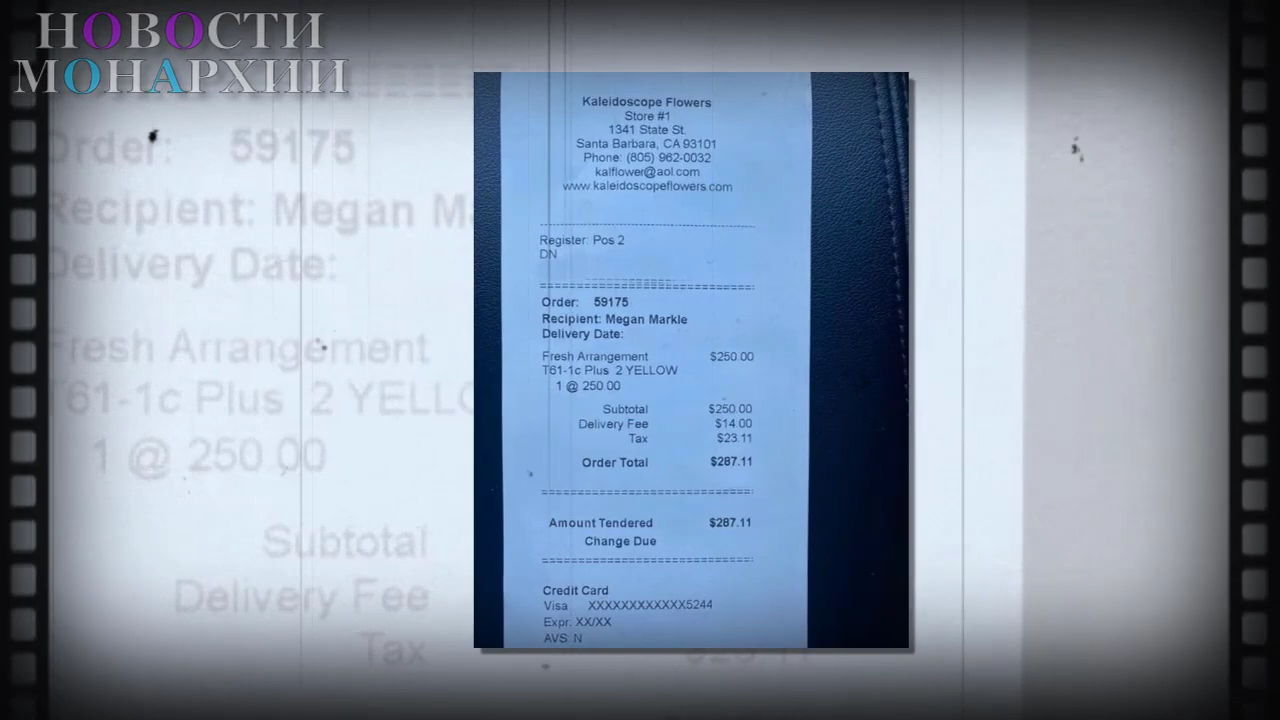 НОВОСТИ
МОНАРХИИ
Order: 59175
Recipient: Megan
Delivery Date:
Fresh Arrangement
T61-1c Plus 2
1 @ 250.00
Subtotal
Delivery Fee
Tax
Kaleidoscope Flowers
Store #1
1341 State St.
Santa Barbara, CA 93101
Phone: (805) 962-0032
kalflower@aol.com
www.kaleidoscopeflowers.com
Register: Pos 2
DN
Order: 59175
Recipient: Megan Markle
Delivery Date:
Fresh Arrangement $250.00
T61-1c Plus 2 YELLOW
1 @ 250.00
Subtotal $250.00
Delivery Fee $14.00
Tax $23.11
Order Total $287.11
Amount Tendered $287.11
Change Due
Credit Card
Visa XXXXXXXXXXXX5244
Expr: XX/XX
AVS: N